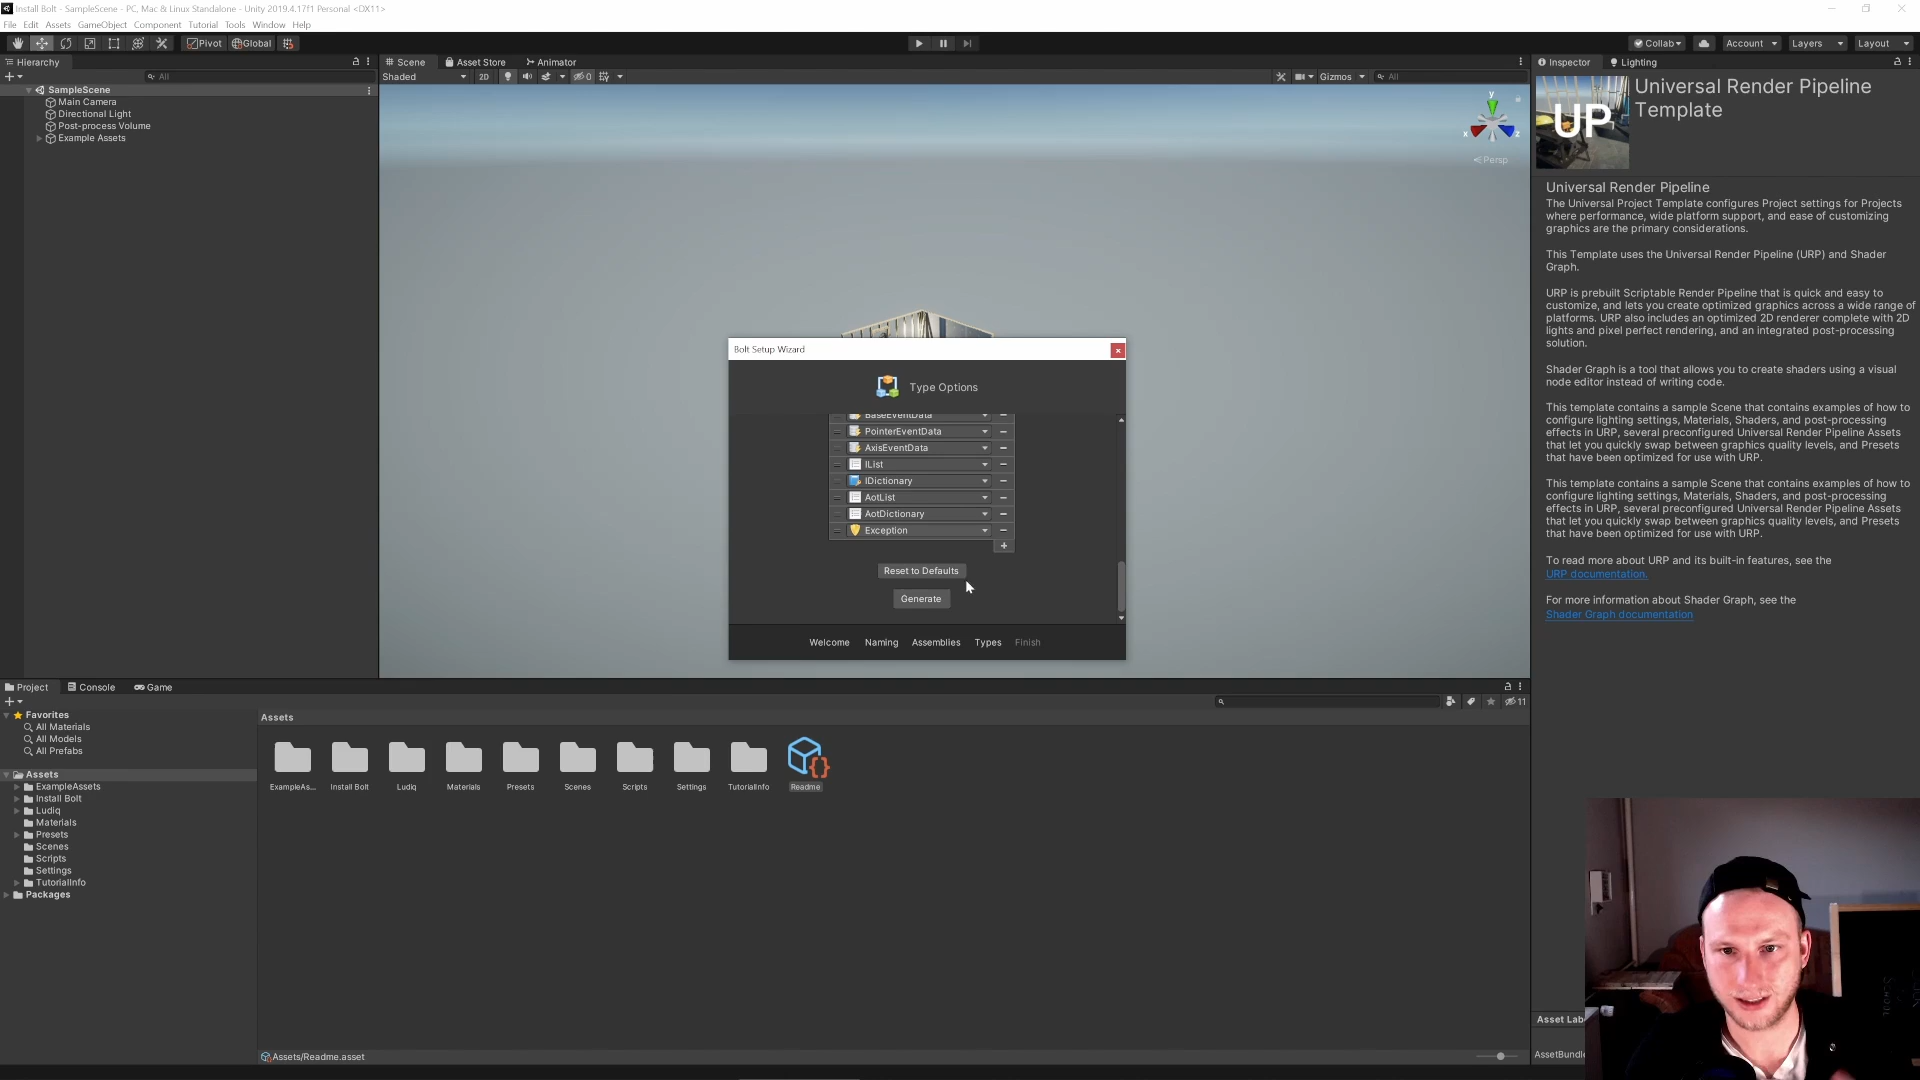 Install Bolt - SampleScene - PC, Mac & Linux Standalone - Unity 2019.4.17f1 Personal <DX11>
File Edit Assets GameObject Component Tutorial Tools Window Help
Pivot Global
Collab Account Layers Layout
Hierarchy
All
SampleScene
Main Camera
Directional Light
Post-process Volume
Example Assets
Scene Asset Store Animator
Shaded 2D 0 Gizmos All
y
x z
Persp
Bolt Setup Wizard
Type Options
BaseEventData
PointerEventData
AxisEventData
IList
IDictionary
AotList
AotDictionary
Exception
Reset to Defaults
Generate
Welcome Naming Assemblies Types Finish
Inspector Lighting
UP
Universal Render Pipeline
Template
Universal Render Pipeline
The Universal Project Template configures Project settings for Projects
where performance, wide platform support, and ease of customizing
graphics are the primary considerations.
This Template uses the Universal Render Pipeline (URP) and Shader
Graph.
URP is prebuilt Scriptable Render Pipeline that is quick and easy to
customize, and lets you create optimized graphics across a wide range of
platforms. URP also includes an optimized 2D renderer complete with 2D
lights and pixel perfect rendering, and an integrated post-processing
solution.
Shader Graph is a tool that allows you to create shaders using a visual
node editor instead of writing code.
This template contains a sample Scene that contains examples of how to
configure lighting settings, Materials, Shaders, and post-processing
effects in URP, several preconfigured Universal Render Pipeline Assets
that let you quickly swap between graphics quality levels, and Presets
that have been optimized for use with URP.
This template contains a sample Scene that contains examples of how to
configure lighting settings, Materials, Shaders, and post-processing
effects in URP, several preconfigured Universal Render Pipeline Assets
that let you quickly swap between graphics quality levels, and Presets
that have been optimized for use with URP.
To read more about URP and its built-in features, see the
URP documentation.
For more information about Shader Graph, see the
Shader Graph documentation
Project Console Game
11
Favorites
All Materials
All Models
All Prefabs
Assets
ExampleAssets
Install Bolt
Ludiq
Materials
Presets
Scenes
Scripts
Settings
TutorialInfo
Packages
Assets
ExampleAs... Install Bolt Ludiq Materials Presets Scenes Scripts Settings TutorialInfo Readme
Assets/Readme.asset
Asset Lab
AssetBundle